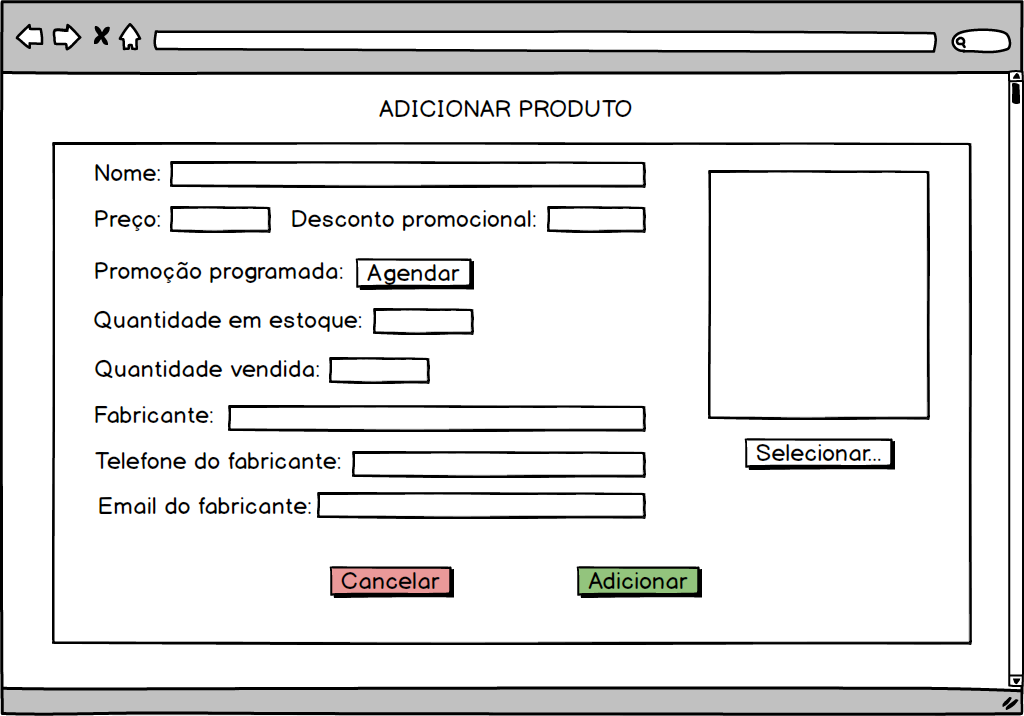 ADICIONAR PRODUTO
Nome:
Preço: Desconto promocional:
Promoção programada: Agendar
Quantidade em estoque:
Quantidade vendida:
Fabricante:
Telefone do fabricante:
Email do fabricante:
Selecionar...
Cancelar Adicionar